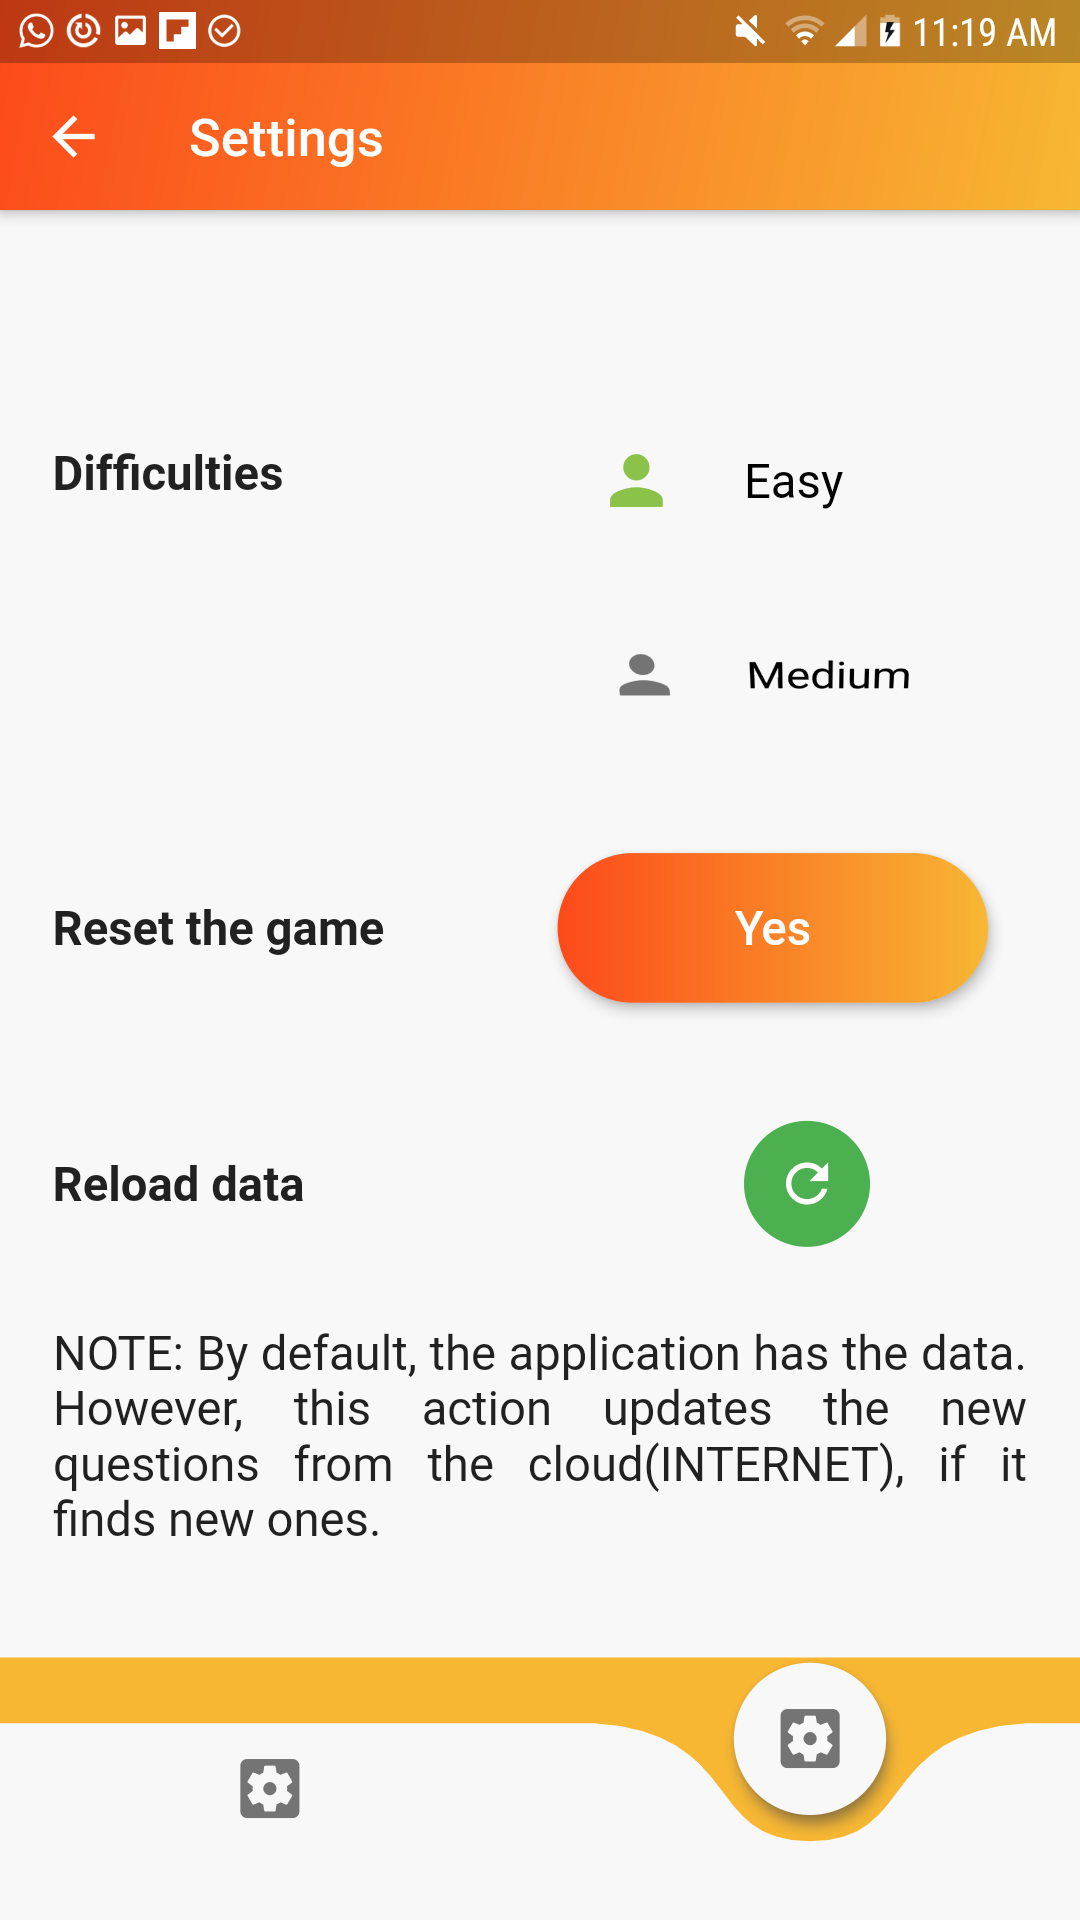 11:19 AM
Settings
Difficulties
Easy
Medium
Reset the game
Yes
Reload data
NOTE: By default, the application has the data.
However, this action updates the new
questions from the cloud(INTERNET), if it
finds new ones.